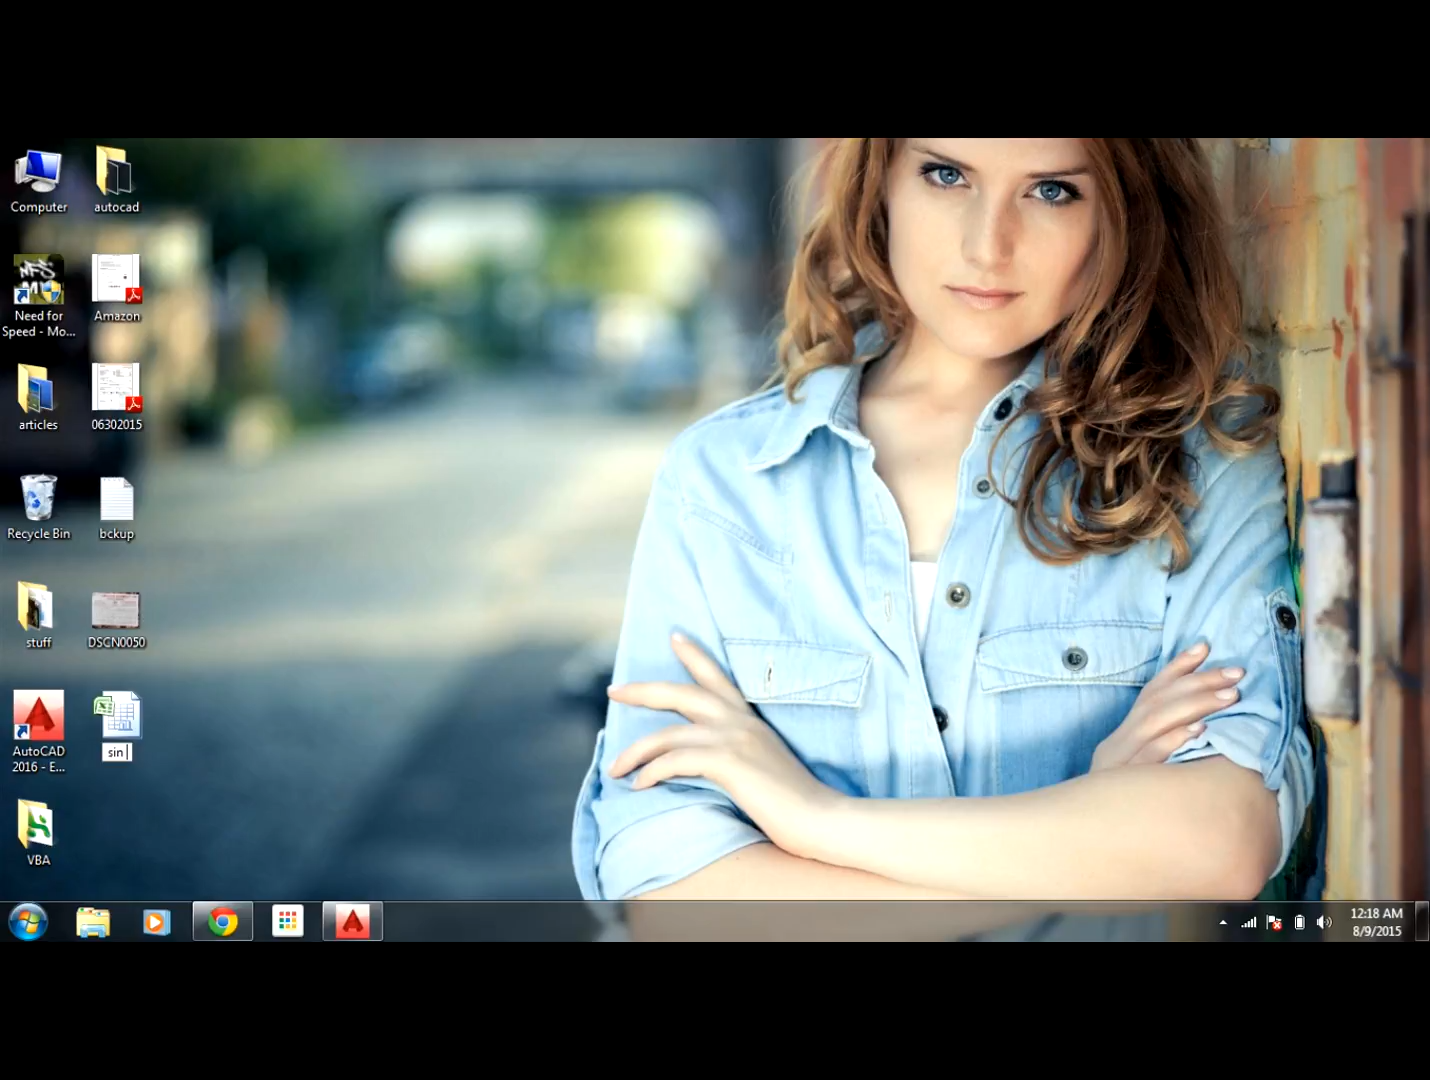 Computer
autocad
Need for
Speed - Mo...
Amazon
articles
06302015
Recycle Bin
bckup
stuff
DSCN0050
AutoCAD
2016 - E...
sin
VBA
12:18 AM
8/9/2015